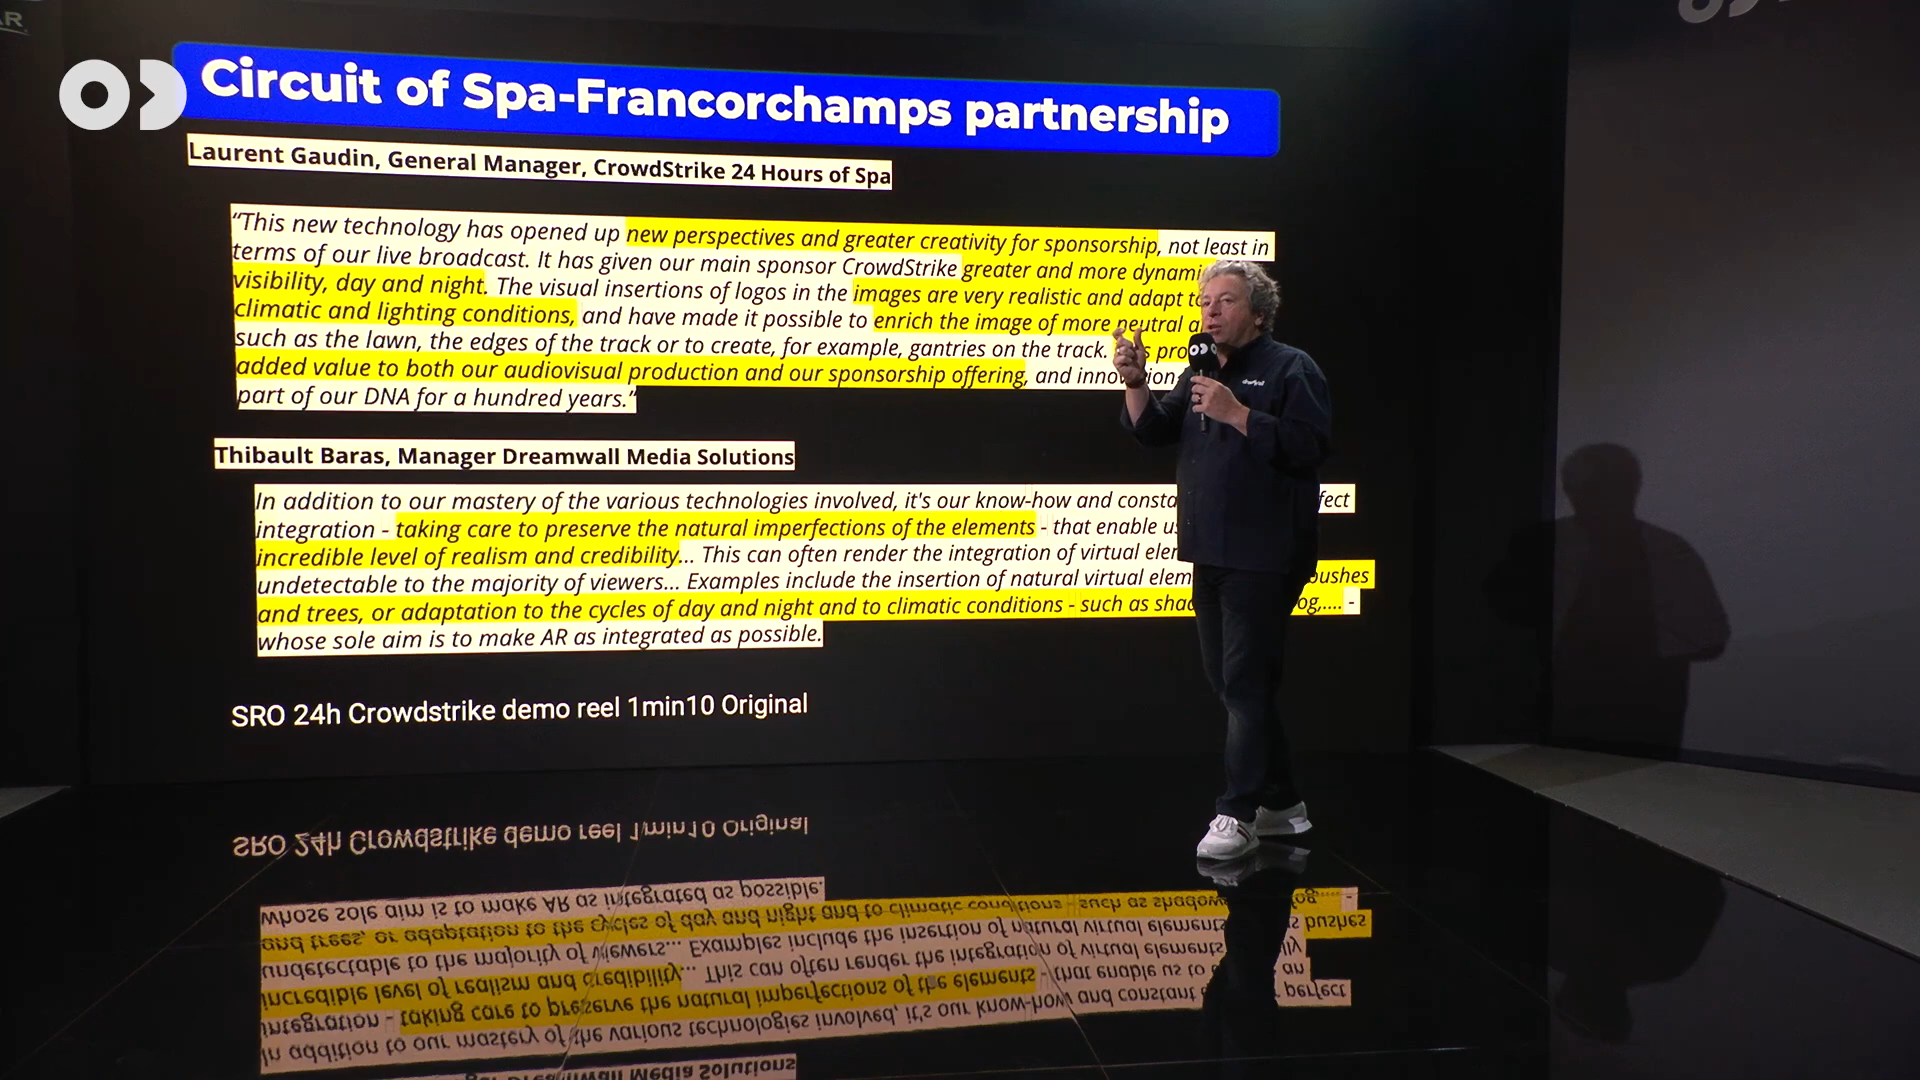 Circuit of Spa-Francorchamps partnership
Laurent Gaudin, General Manager, CrowdStrike 24 Hours of Spa
“This new technology has opened up new perspectives and greater creativity for sponsorship, not least in
terms of our live broadcast. It has given our main sponsor CrowdStrike greater and more dynamic
visibility, day and night. The visual insertions of logos in the images are very realistic and adapt to
climatic and lighting conditions, and have made it possible to enrich the image of more neutral
such as the lawn, the edges of the track or to create, for example, gantries on the track.
added value to both our audiovisual production and our sponsorship offering, and innovation
part of our DNA for a hundred years.”
Thibault Baras, Manager Dreamwall Media Solutions
In addition to our mastery of the various technologies involved, it's our know-how and constant perfect
integration - taking care to preserve the natural imperfections of the elements - that enable us
incredible level of realism and credibility... This can often render the integration of virtual elements
undetectable to the majority of viewers... Examples include the insertion of natural virtual elements bushes
and trees, or adaptation to the cycles of day and night and to climatic conditions - such as shadows fog,.... -
whose sole aim is to make AR as integrated as possible.
SRO 24h Crowdstrike demo reel 1min10 Original